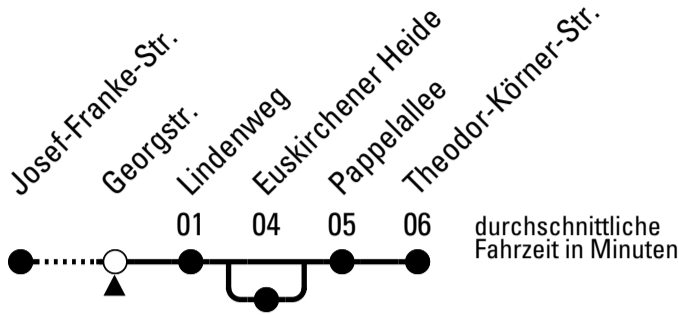 Josef-Franke-Str.
Georgstr.
Lindenweg
Euskirchener Heide
Pappelallee
Theodor-Körner-Str.
01 04 05 06
durchschnittliche
Fahrzeit in Minuten